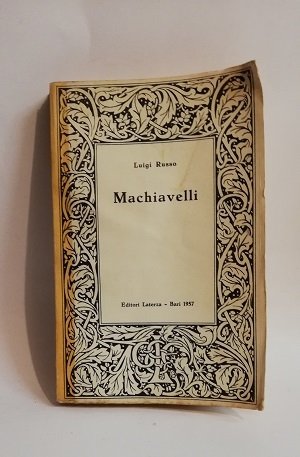 Luigi Russo
Machiavelli
Editori Laterza - Bari 1957